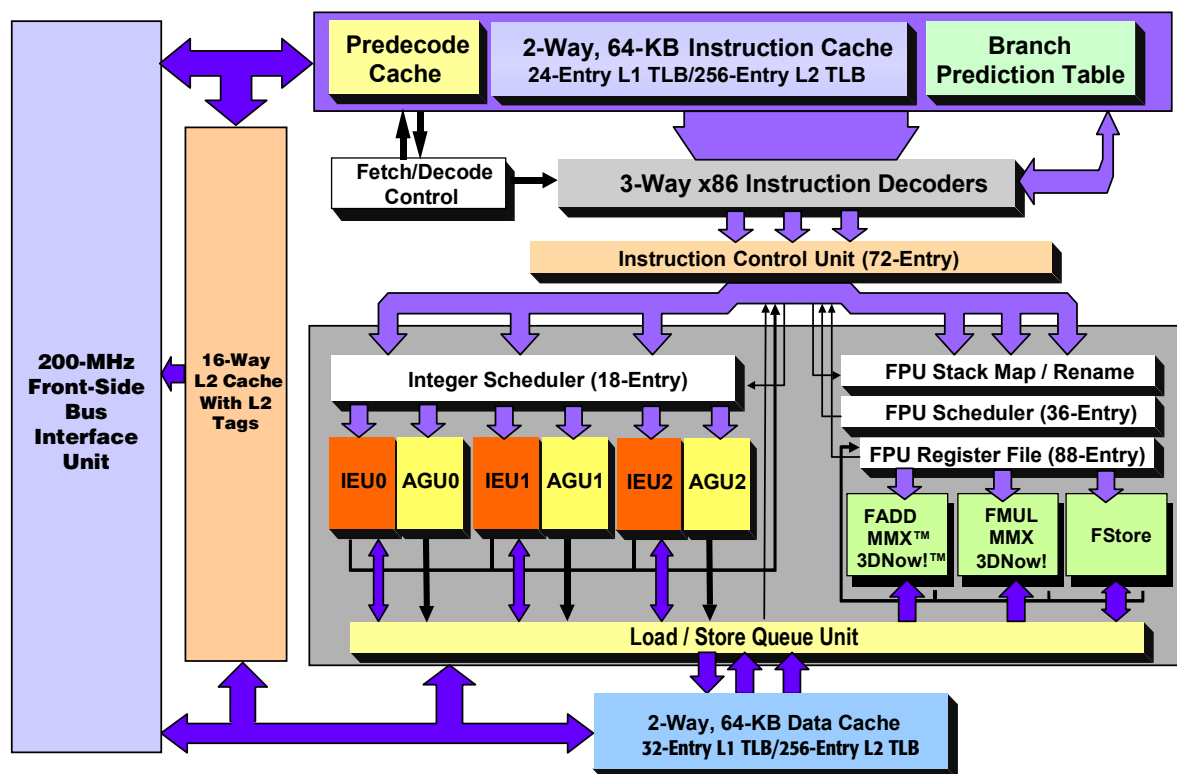 Predecode
Cache
2-Way, 64-KB Instruction Cache
24-Entry L1 TLB/256-Entry L2 TLB
Branch
Prediction Table
Fetch/Decode
Control
3-Way x86 Instruction Decoders
Instruction Control Unit (72-Entry)
200-MHz
Front-Side
Bus
Interface
Unit
16-Way
L2 Cache
With L2
Tags
Integer Scheduler (18-Entry)
FPU Stack Map / Rename
FPU Scheduler (36-Entry)
FPU Register File (88-Entry)
IEU0
AGU0
IEU1
AGU1
IEU2
AGU2
FADD
MMX™
3DNow!™
FMUL
MMX
3DNow!
FStore
Load / Store Queue Unit
2-Way, 64-KB Data Cache
32-Entry L1 TLB/256-Entry L2 TLB